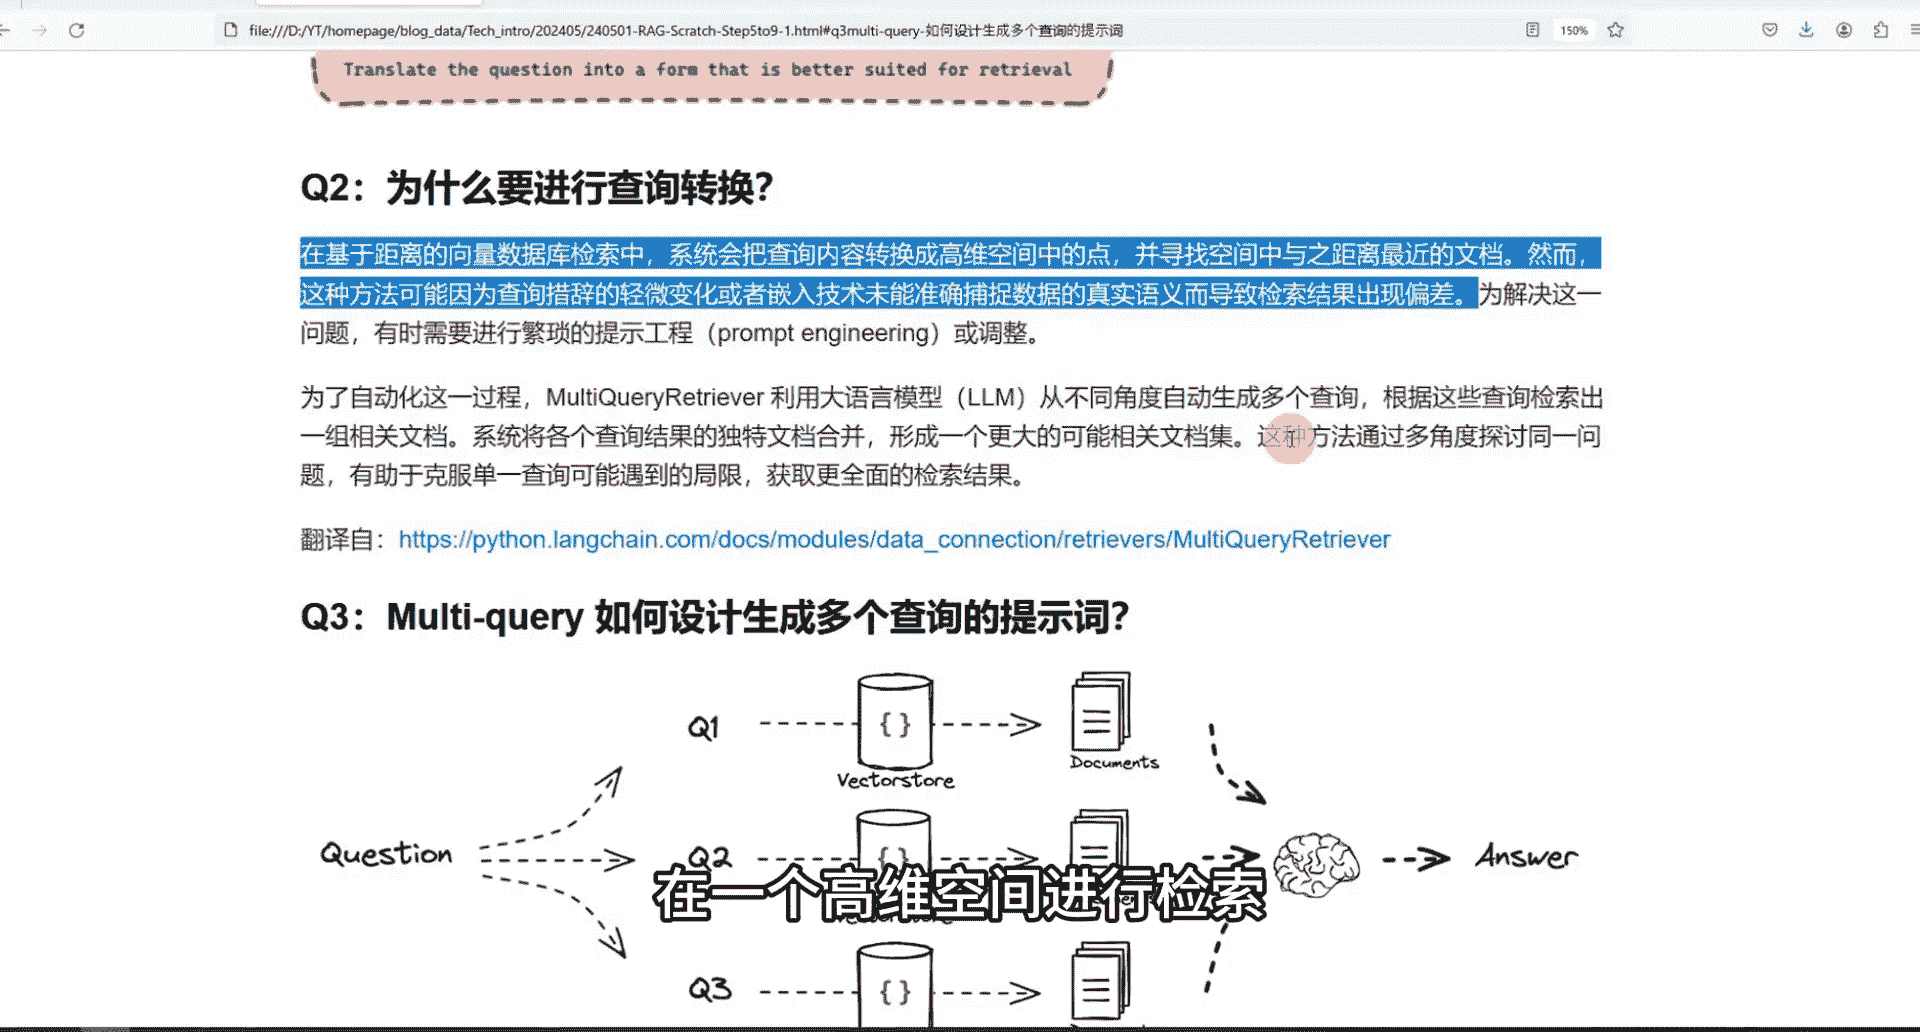 file:///D:/YT/homepage/blog_data/Tech_intro/202405/240501-RAG-Scratch-Step5to9-1.html#q3multi-query-如何设计生成多个查询的提示词
150%
Translate the question into a form that is better suited for retrieval
Q2：为什么要进行查询转换？
在基于距离的向量数据库检索中，系统会把查询内容转换成高维空间中的点，并寻找空间中与之距离最近的文档。然而，
这种方法可能因为查询措辞的轻微变化或者嵌入技术未能准确捕捉数据的真实语义而导致检索结果出现偏差。为解决这一
问题，有时需要进行繁琐的提示工程（prompt engineering）或调整。
为了自动化这一过程，MultiQueryRetriever 利用大语言模型（LLM）从不同角度自动生成多个查询，根据这些查询检索出
一组相关文档。系统将各个查询结果的独特文档合并，形成一个更大的可能相关文档集。这种方法通过多角度探讨同一问
题，有助于克服单一查询可能遇到的局限，获取更全面的检索结果。
翻译自：https://python.langchain.com/docs/modules/data_connection/retrievers/MultiQueryRetriever
Q3：Multi-query 如何设计生成多个查询的提示词？
Q1
{}
Documents
Vectorstore
Question
Q2
{}
Answer
在一个高维空间进行检索
Q3
{}